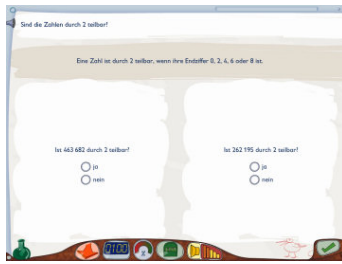 Sind die Zahlen durch 2 teilbar?
Eine Zahl ist durch 2 teilbar, wenn ihre Endziffer 0, 2, 4, 6 oder 8 ist.
Ist 463 682 durch 2 teilbar?
ja
nein
Ist 262 195 durch 2 teilbar?
ja
nein